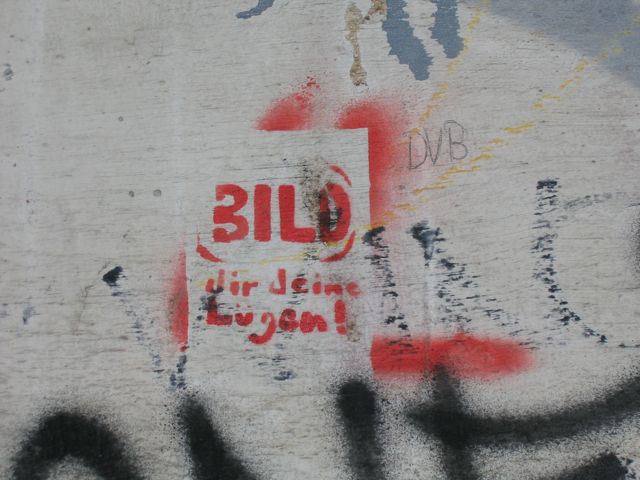 DVB
BILD
dir deine
Lügen!